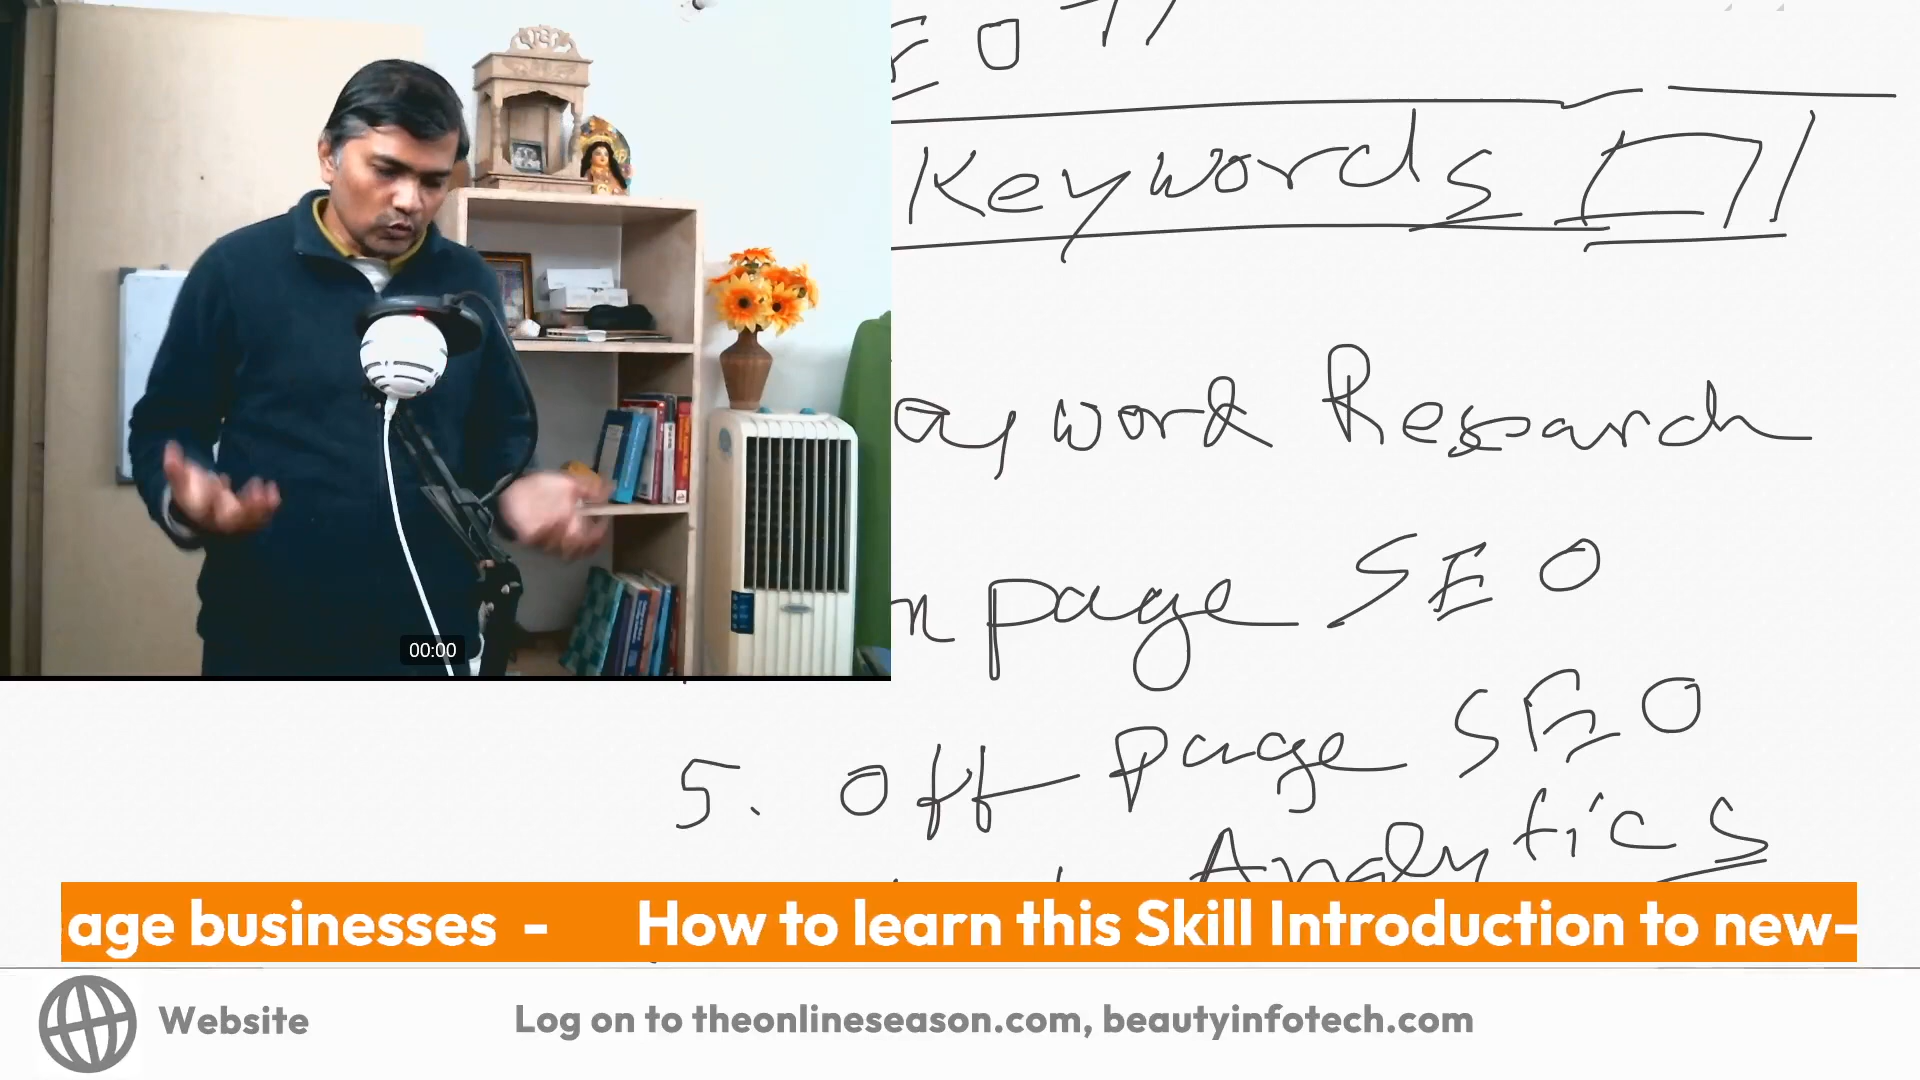 EO
Keywords
word Research
n page SEO
5. Off page SEO
Analytics
00:00
age businesses - How to learn this Skill Introduction to new-
Website
Log on to theonlineseason.com, beautyinfotech.com